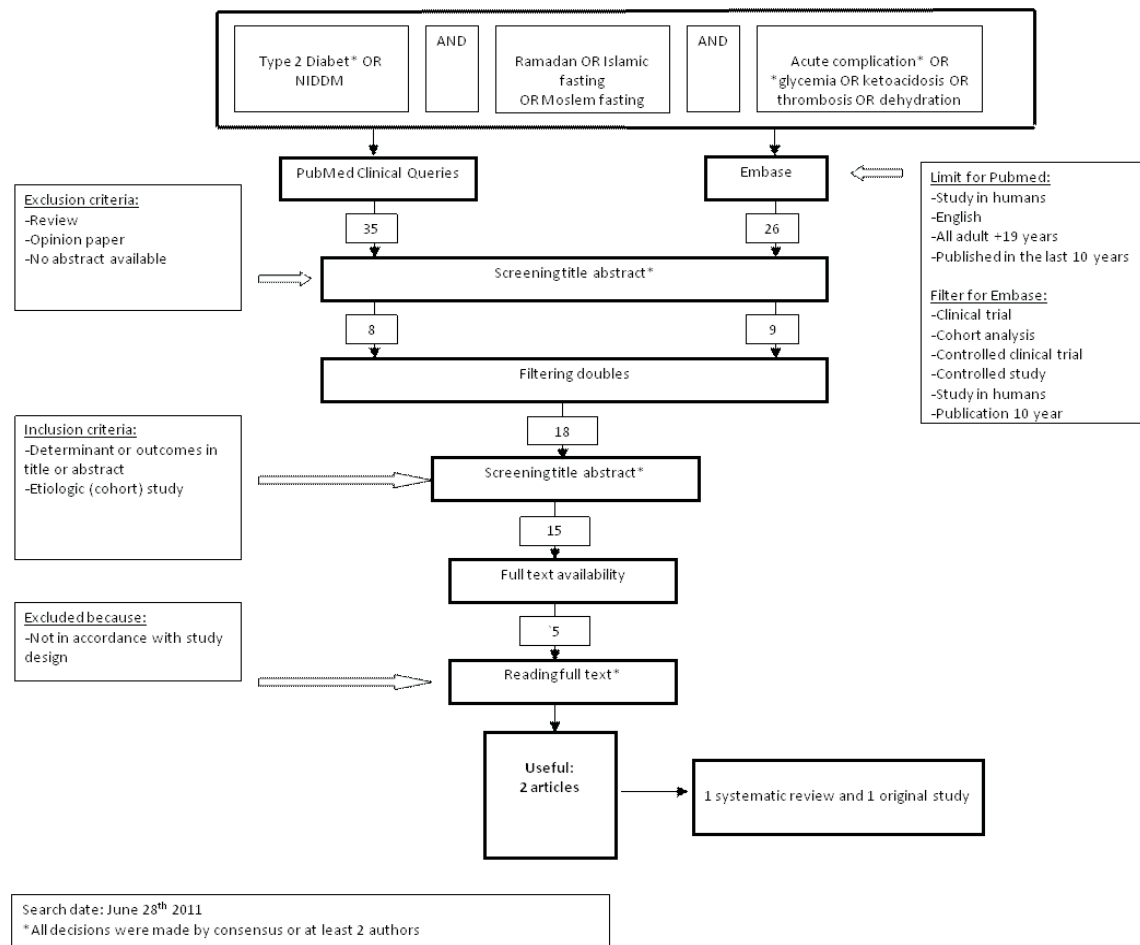 Type 2 Diabet* OR
NIDDM
AND
Ramadan OR Islamic
fasting
OR Moslem fasting
AND
Acute complication* OR
*glycemia OR ketoacidosis OR
thrombosis OR dehydration
PubMed Clinical Queries
Embase
Exclusion criteria:
-Review
-Opinion paper
-No abstract available
Limit for Pubmed:
-Study in humans
-English
-All adult +19 years
-Published in the last 10 years
Filter for Embase:
-Clinical trial
-Cohort analysis
-Controlled clinical trial
-Controlled study
-Study in humans
-Publication 10 year
35
26
Screening title abstract*
8
9
Filtering doubles
18
Inclusion criteria:
-Determinant or outcomes in
title or abstract
-Etiologic (cohort) study
Screening title abstract*
15
Full text availability
`5
Excluded because:
-Not in accordance with study
design
Reading full text*
Useful:
2 articles
1 systematic review and 1 original study
Search date: June 28th 2011
*All decisions were made by consensus or at least 2 authors